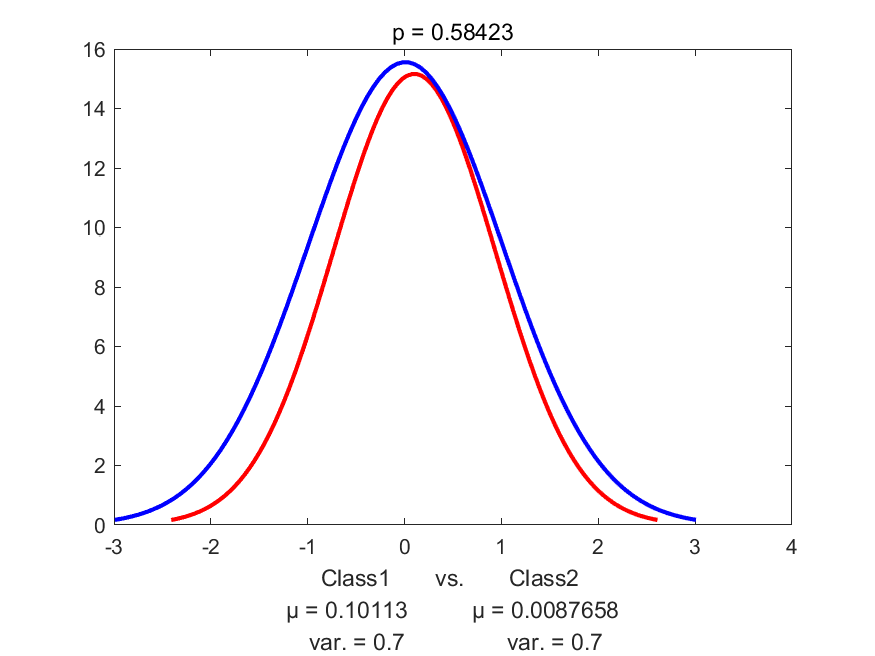 p = 0.58423
16
14
12
10
8
6
4
2
0
-3 -2 -1 0 1 2 3 4
Class1 vs. Class2
μ = 0.10113 μ = 0.0087658
var. = 0.7 var. = 0.7